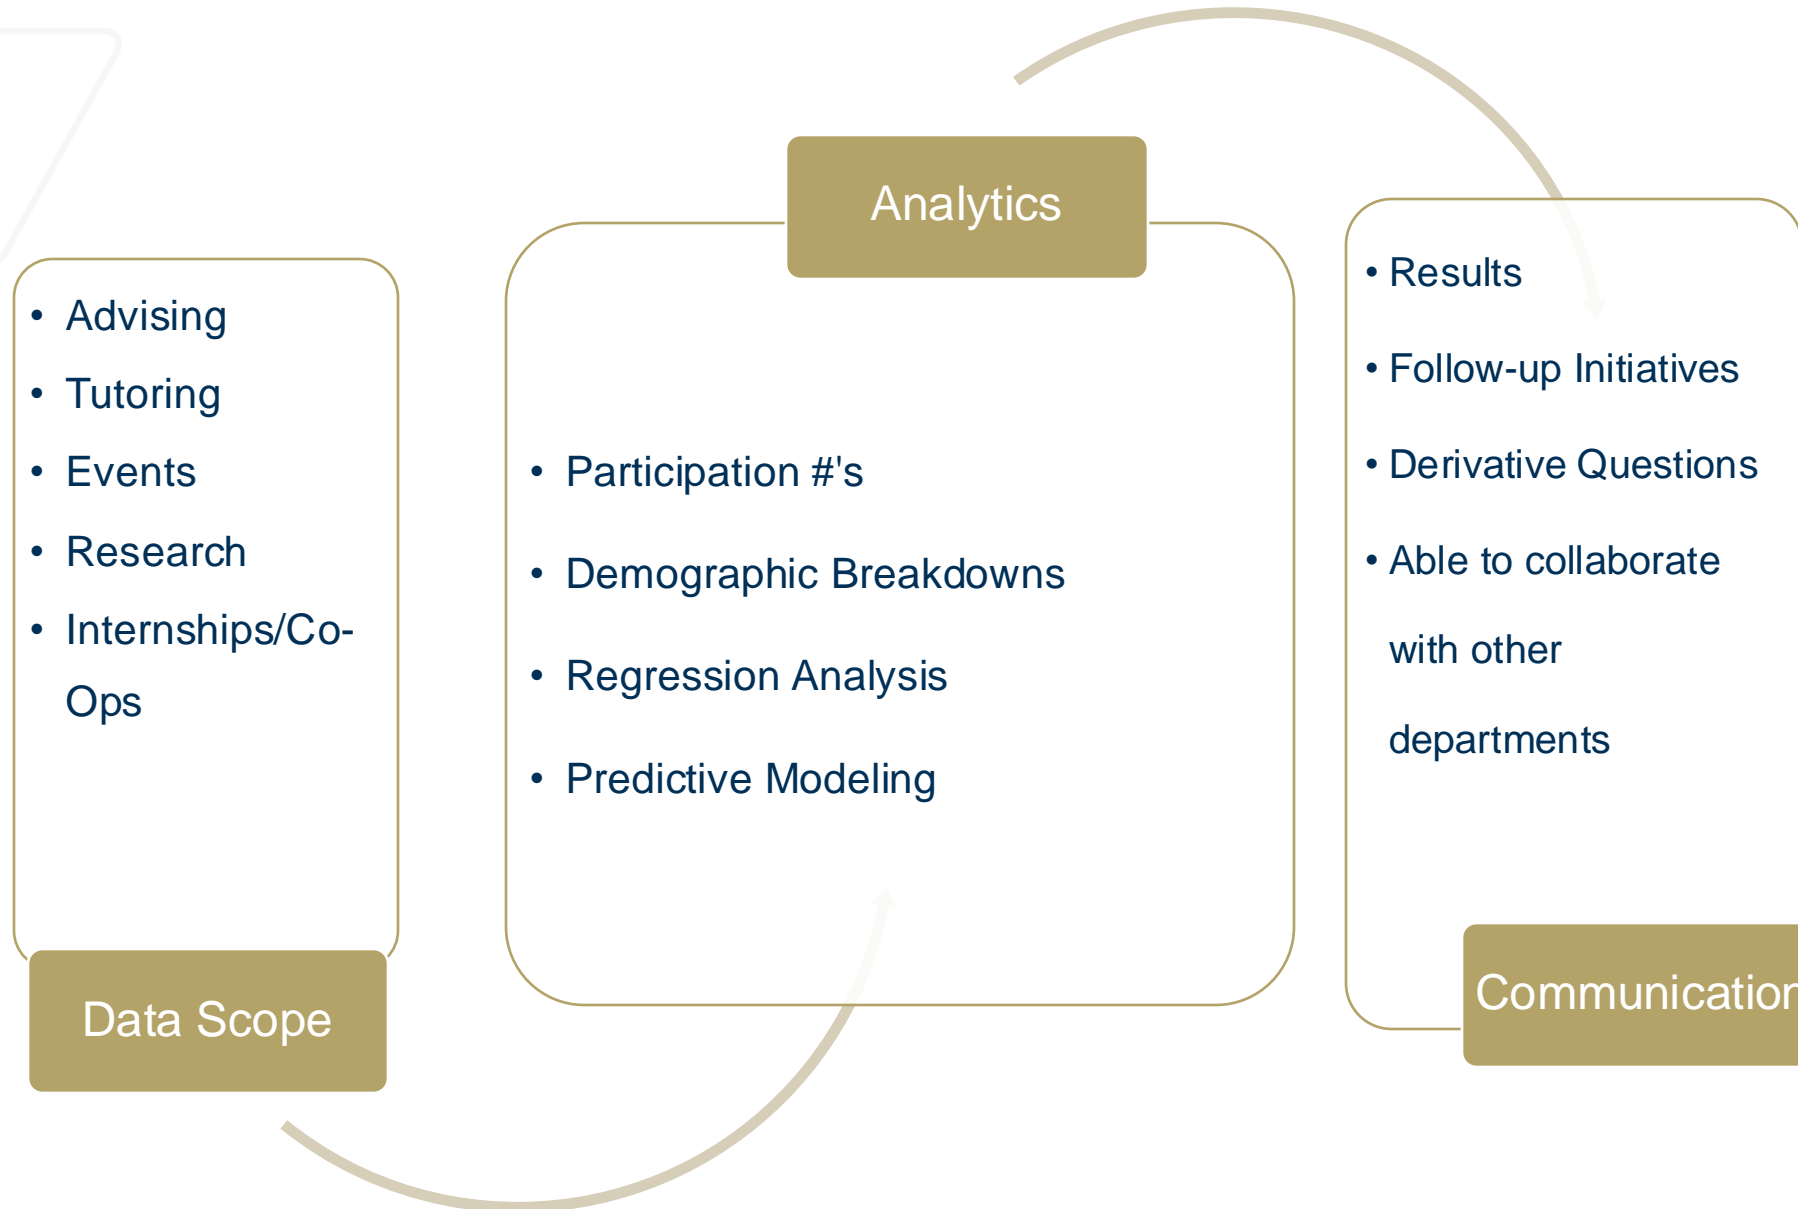 • Advising
• Tutoring
• Events
• Research
• Internships/Co-
Ops
Data Scope
Analytics
• Participation #'s
• Demographic Breakdowns
• Regression Analysis
• Predictive Modeling
• Results
• Follow-up Initiatives
• Derivative Questions
• Able to collaborate
with other
departments
Communication